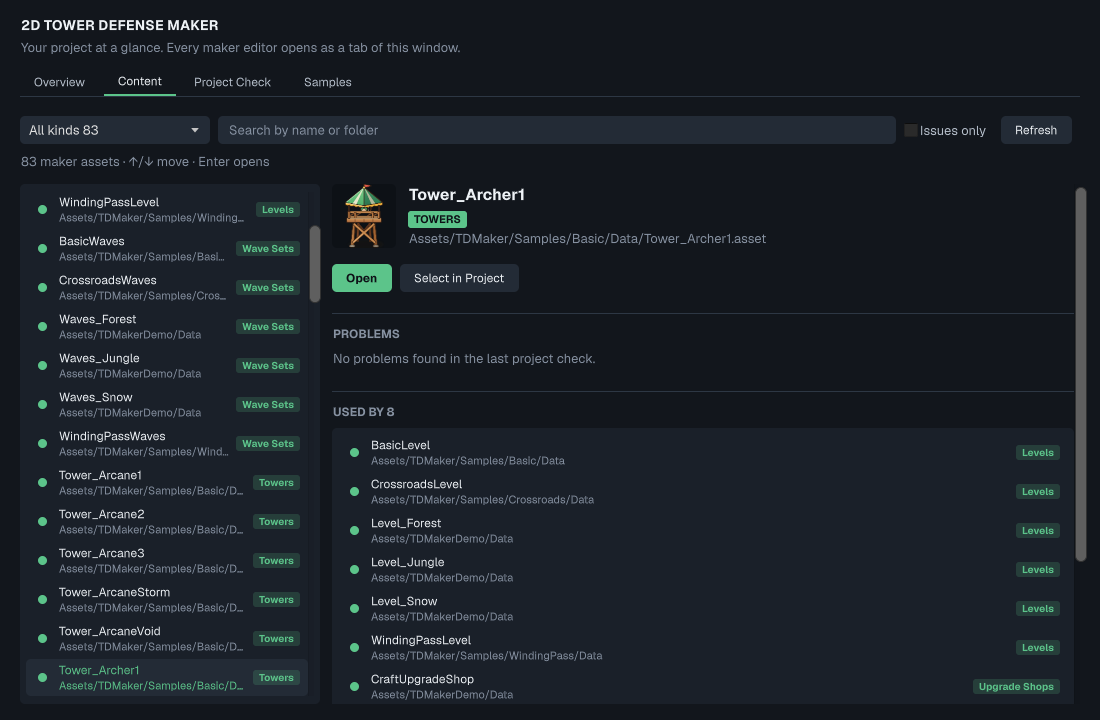 2D TOWER DEFENSE MAKER
Your project at a glance. Every maker editor opens as a tab of this window.
Overview Content Project Check Samples
All kinds 83 Search by name or folder Issues only Refresh
83 maker assets · ↑/↓ move · Enter opens
WindingPassLevel
Assets/TDMaker/Samples/Winding... Levels
BasicWaves
Assets/TDMaker/Samples/Basi... Wave Sets
CrossroadsWaves
Assets/TDMaker/Samples/Cros... Wave Sets
Waves_Forest
Assets/TDMakerDemo/Data Wave Sets
Waves_Jungle
Assets/TDMakerDemo/Data Wave Sets
Waves_Snow
Assets/TDMakerDemo/Data Wave Sets
WindingPassWaves
Assets/TDMaker/Samples/Wind... Wave Sets
Tower_Arcane1
Assets/TDMaker/Samples/Basic/D... Towers
Tower_Arcane2
Assets/TDMaker/Samples/Basic/D... Towers
Tower_Arcane3
Assets/TDMaker/Samples/Basic/D... Towers
Tower_ArcaneStorm
Assets/TDMaker/Samples/Basic/D... Towers
Tower_ArcaneVoid
Assets/TDMaker/Samples/Basic/D... Towers
Tower_Archer1
Assets/TDMaker/Samples/Basic/D... Towers
Tower_Archer1
TOWERS
Assets/TDMaker/Samples/Basic/Data/Tower_Archer1.asset
Open Select in Project
PROBLEMS
No problems found in the last project check.
USED BY 8
BasicLevel
Assets/TDMaker/Samples/Basic/Data Levels
CrossroadsLevel
Assets/TDMaker/Samples/Crossroads/Data Levels
Level_Forest
Assets/TDMakerDemo/Data Levels
Level_Jungle
Assets/TDMakerDemo/Data Levels
Level_Snow
Assets/TDMakerDemo/Data Levels
WindingPassLevel
Assets/TDMaker/Samples/WindingPass/Data Levels
CraftUpgradeShop
Assets/TDMakerDemo/Data Upgrade Shops